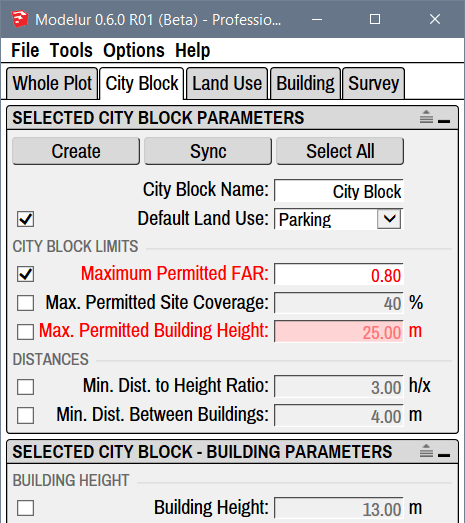 Modelur 0.6.0 R01 (Beta) - Professio...
File Tools Options Help
Whole Plot City Block Land Use Building Survey
SELECTED CITY BLOCK PARAMETERS
Create Sync Select All
City Block Name: City Block
Default Land Use: Parking
CITY BLOCK LIMITS
Maximum Permitted FAR: 0.80
Max. Permitted Site Coverage: 40 %
Max. Permitted Building Height: 25.00 m
DISTANCES
Min. Dist. to Height Ratio: 3.00 h/x
Min. Dist. Between Buildings: 4.00 m
SELECTED CITY BLOCK - BUILDING PARAMETERS
BUILDING HEIGHT
Building Height: 13.00 m